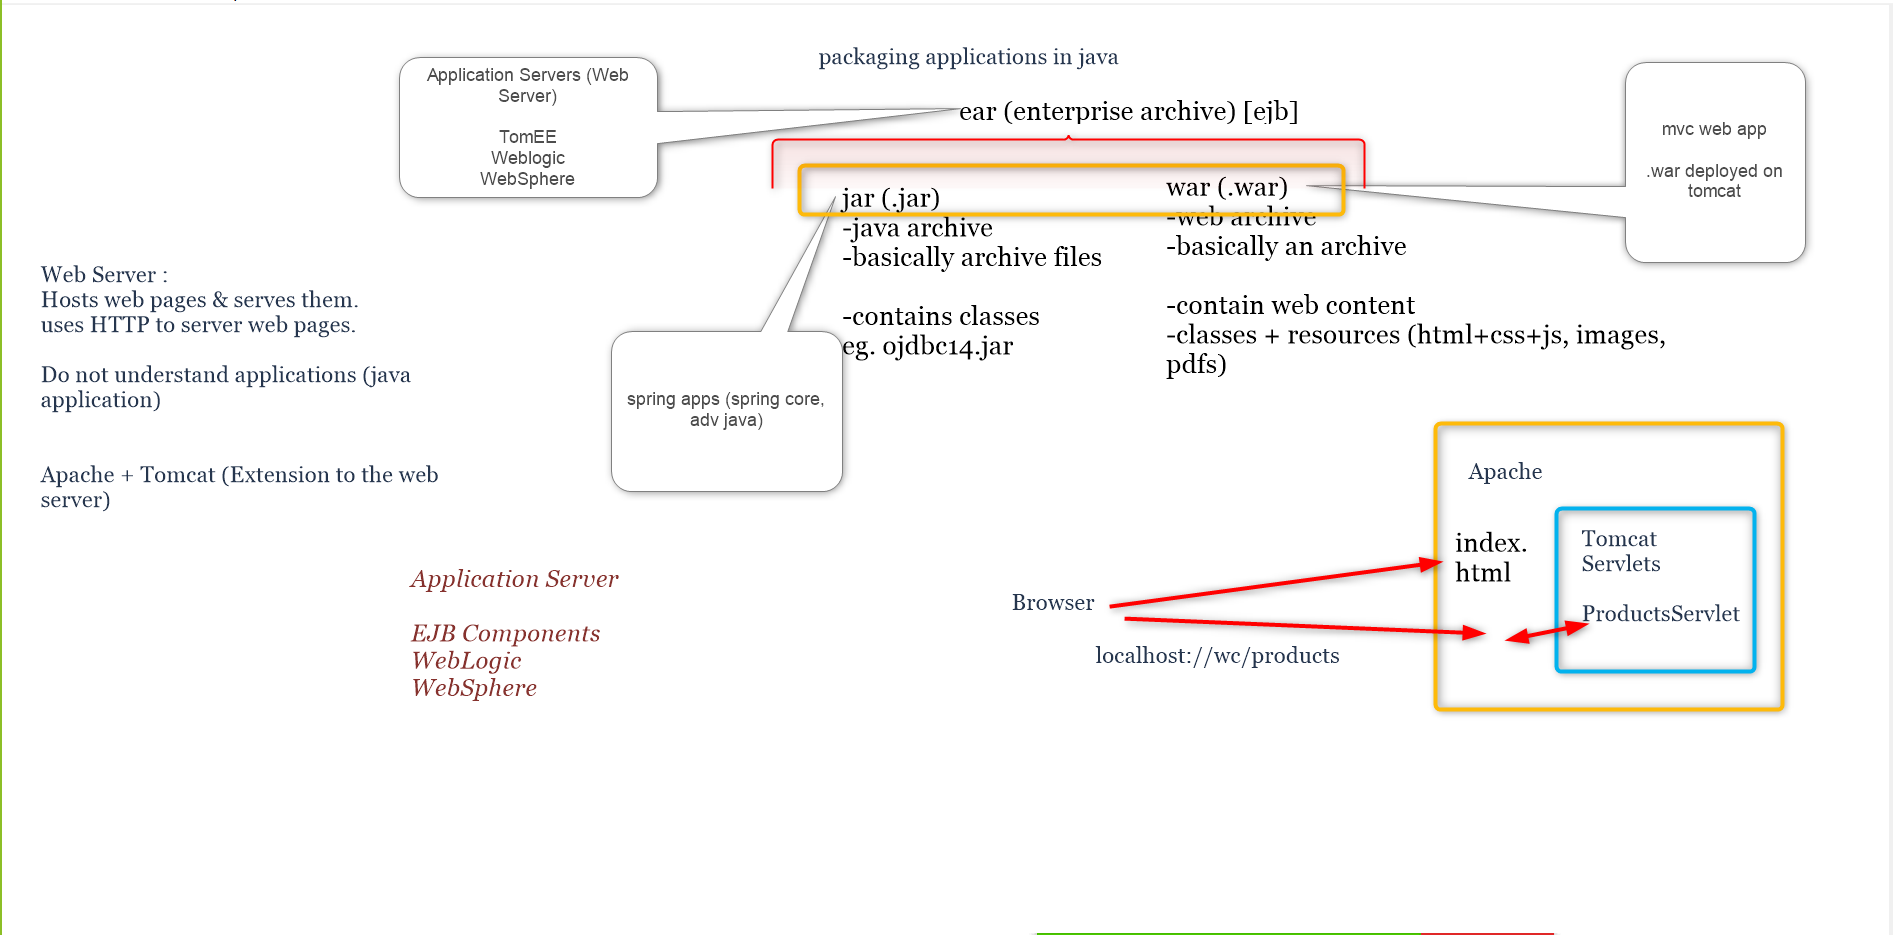 packaging applications in java
Application Servers (Web
Server)
TomEE
Weblogic
WebSphere
ear (enterprise archive) [ejb]
mvc web app
.war deployed on
tomcat
jar (.jar)
-java archive
-basically archive files
-contains classes
eg. ojdbc14.jar
war (.war)
-web archive
-basically an archive
-contain web content
-classes + resources (html+css+js, images,
pdfs)
Web Server :
Hosts web pages & serves them.
uses HTTP to server web pages.
Do not understand applications (java
application)
Apache + Tomcat (Extension to the web
server)
spring apps (spring core,
adv java)
Application Server
EJB Components
WebLogic
WebSphere
Browser
localhost://wc/products
Apache
index.
html
Tomcat
Servlets
ProductsServlet